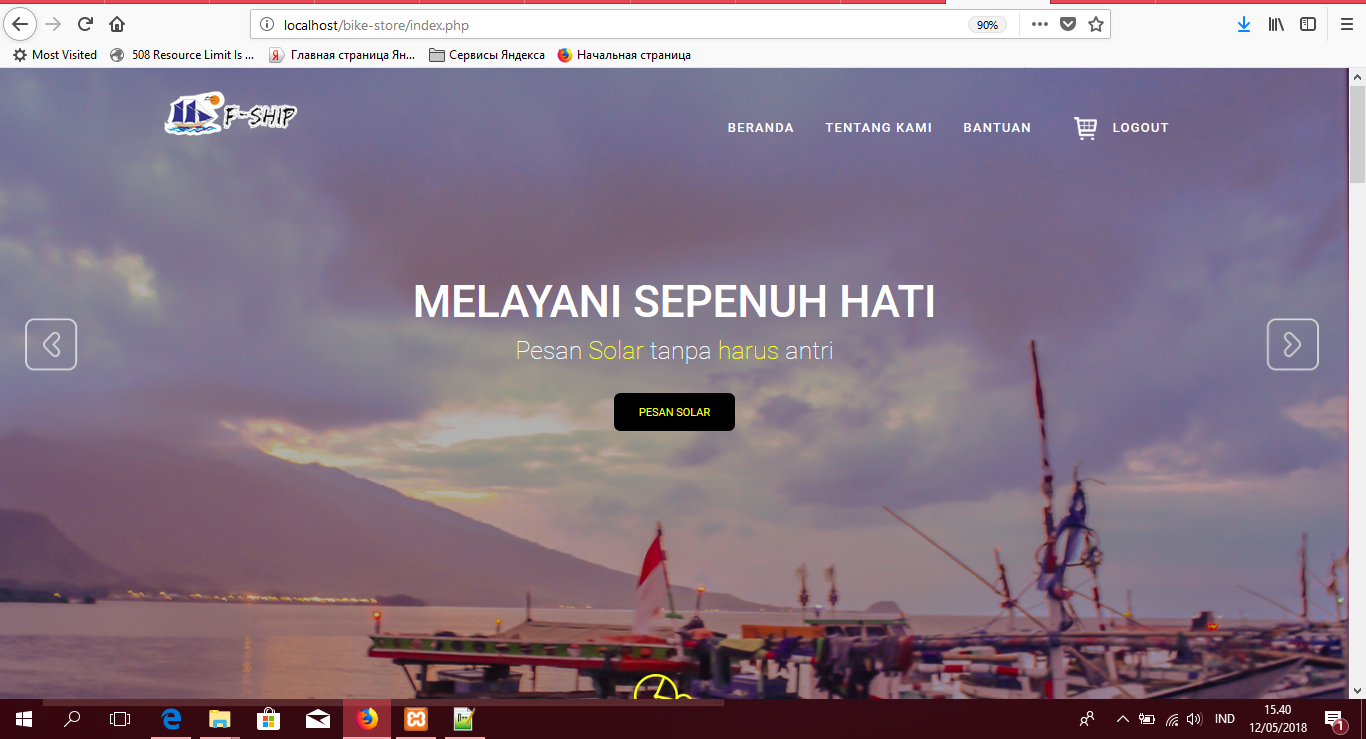 localhost/bike-store/index.php
90%
Most Visited
508 Resource Limit Is ...
Главная страница Ян...
Сервисы Яндекса
Начальная страница
F-SHIP
BERANDA
TENTANG KAMI
BANTUAN
LOGOUT
MELAYANI SEPENUH HATI
Pesan Solar tanpa harus antri
PESAN SOLAR
IND
15.40
12/05/2018
1